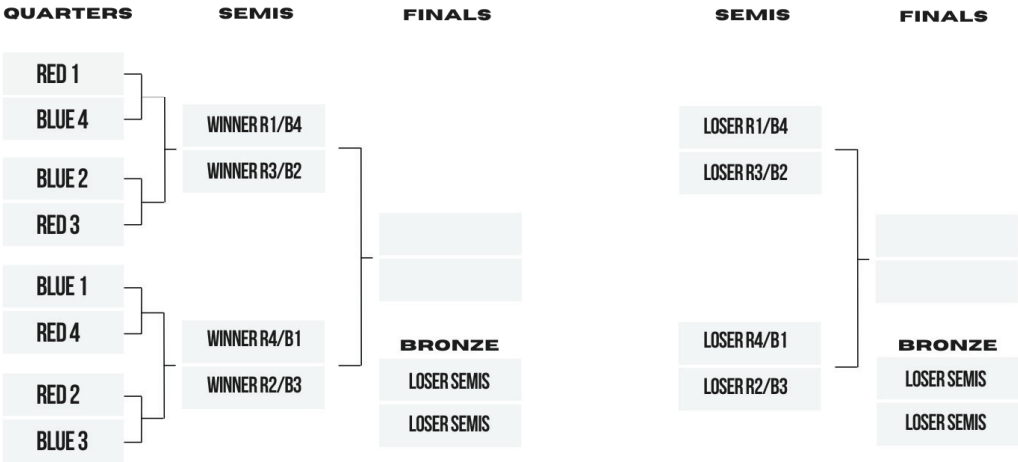 QUARTERS
SEMIS
FINALS
RED 1
BLUE 4
BLUE 2
RED 3
BLUE 1
RED 4
RED 2
BLUE 3
WINNER R1/B4
WINNER R3/B2
WINNER R4/B1
WINNER R2/B3
BRONZE
LOSER SEMIS
LOSER SEMIS
SEMIS
FINALS
LOSER R1/B4
LOSER R3/B2
LOSER R4/B1
LOSER R2/B3
BRONZE
LOSER SEMIS
LOSER SEMIS